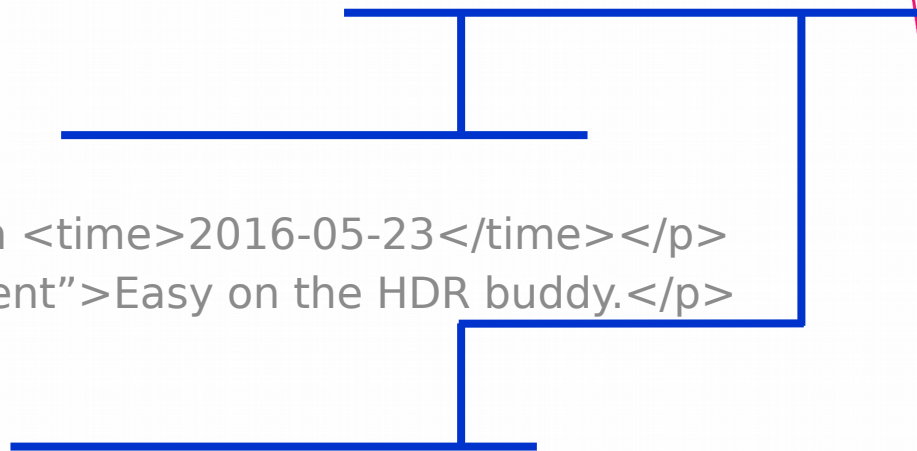 <time>2016-05-23</time></p>
ent”>Easy on the HDR buddy.</p>